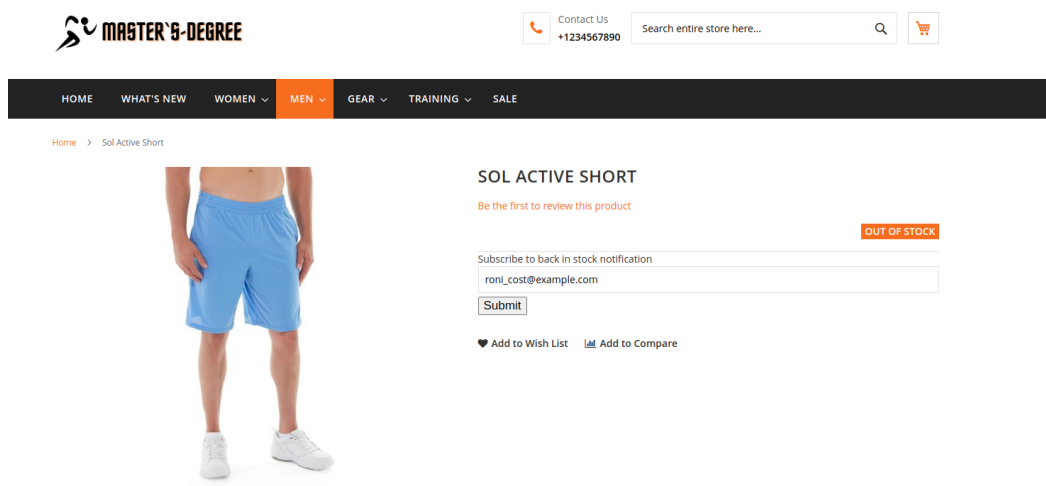 MASTER`S-DEGREE
Contact Us
+1234567890
Search entire store here...
HOME WHAT'S NEW WOMEN MEN GEAR TRAINING SALE
Home > Sol Active Short
SOL ACTIVE SHORT
Be the first to review this product
OUT OF STOCK
Subscribe to back in stock notification
roni_cost@example.com
Submit
Add to Wish List Add to Compare